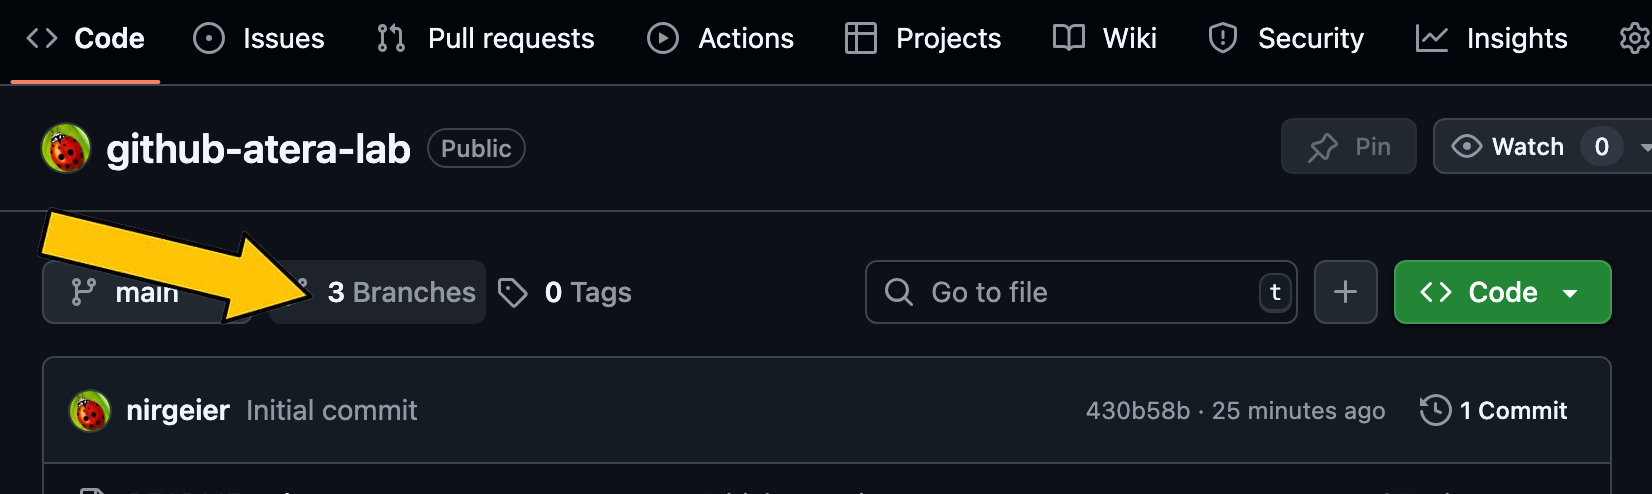 Code Issues Pull requests Actions Projects Wiki Security Insights
github-atera-lab Public Pin Watch 0
main 3 Branches 0 Tags Go to file t Code
nirgeier Initial commit 430b58b · 25 minutes ago 1 Commit